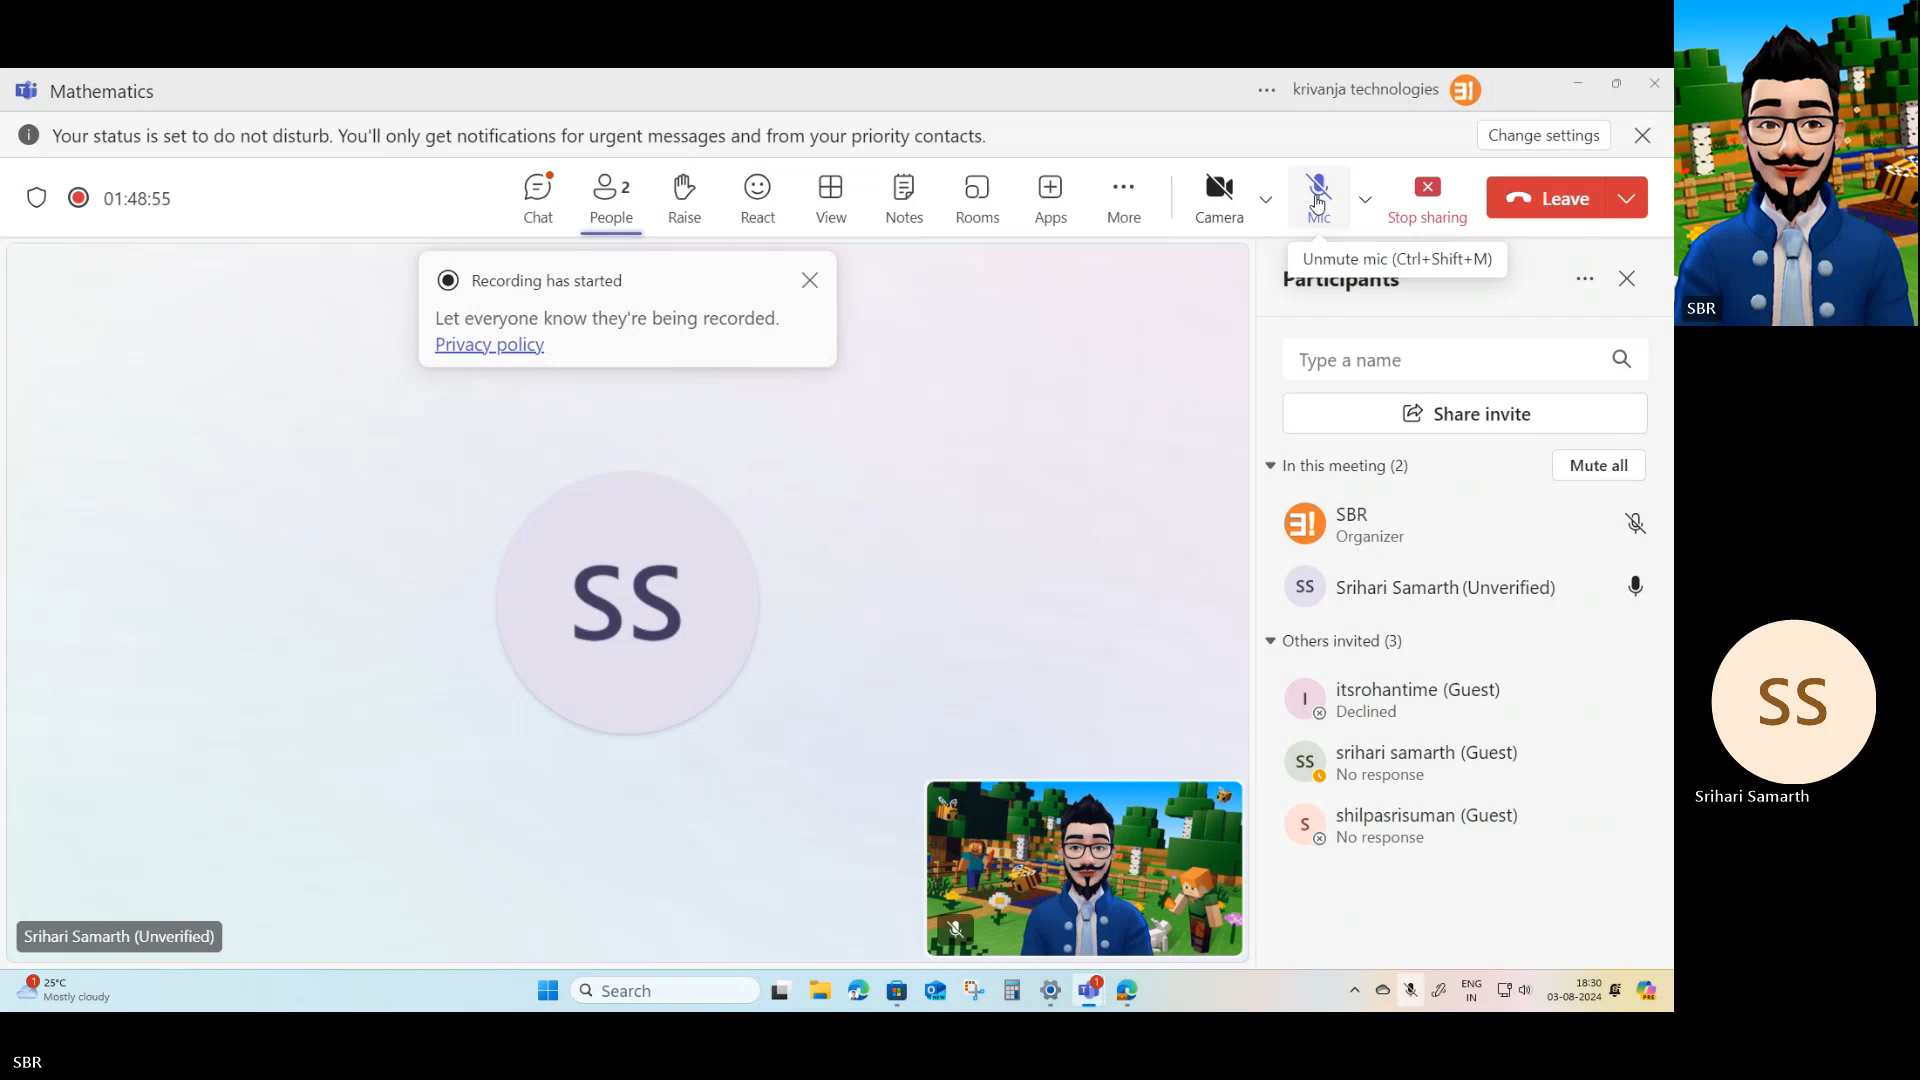 Mathematics
krivanja technologies
Your status is set to do not disturb. You'll only get notifications for urgent messages and from your priority contacts.
Change settings
01:48:55
Chat
People
2
Raise
React
View
Notes
Rooms
Apps
More
Camera
Mic
Stop sharing
Leave
Unmute mic (Ctrl+Shift+M)
Recording has started
Let everyone know they're being recorded.
Privacy policy
SS
Srihari Samarth (Unverified)
Participants
Type a name
Share invite
In this meeting (2)
Mute all
SBR
Organizer
SS
Srihari Samarth (Unverified)
Others invited (3)
I
itsrohantime (Guest)
Declined
SS
srihari samarth (Guest)
No response
S
shilpasrisuman (Guest)
No response
SBR
SS
Srihari Samarth
1
25°C
Mostly cloudy
Search
1
ENG
IN
18:30
03-08-2024
SBR